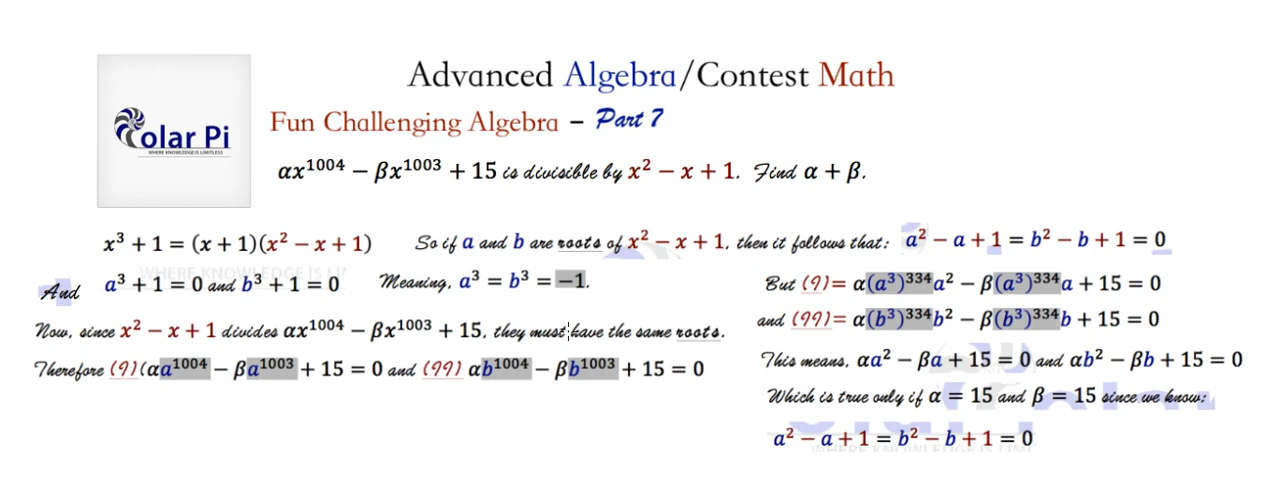 Advanced Algebra/Contest Math
olar Pi
WHERE KNOWLEDGE IS LIMITLESS
Fun Challenging Algebra – Part 7
αx¹⁰⁰⁴ − βx¹⁰⁰³ + 15 is divisible by x² − x + 1. Find α + β.
x³ + 1 = (x + 1)(x² − x + 1)
So if a and b are roots of x² − x + 1, then it follows that: a² − a + 1 = b² − b + 1 = 0
And a³ + 1 = 0 and b³ + 1 = 0
Meaning, a³ = b³ = −1.
Now, since x² − x + 1 divides αx¹⁰⁰⁴ − βx¹⁰⁰³ + 15, they must have the same roots.
Therefore (9)(αa¹⁰⁰⁴ − βa¹⁰⁰³ + 15 = 0 and (99) αb¹⁰⁰⁴ − βb¹⁰⁰³ + 15 = 0
But (9)= α(a³)³³⁴a² − β(a³)³³⁴a + 15 = 0
and (99)= α(b³)³³⁴b² − β(b³)³³⁴b + 15 = 0
This means, αa² − βa + 15 = 0 and αb² − βb + 15 = 0
Which is true only if α = 15 and β = 15 since we know:
a² − a + 1 = b² − b + 1 = 0